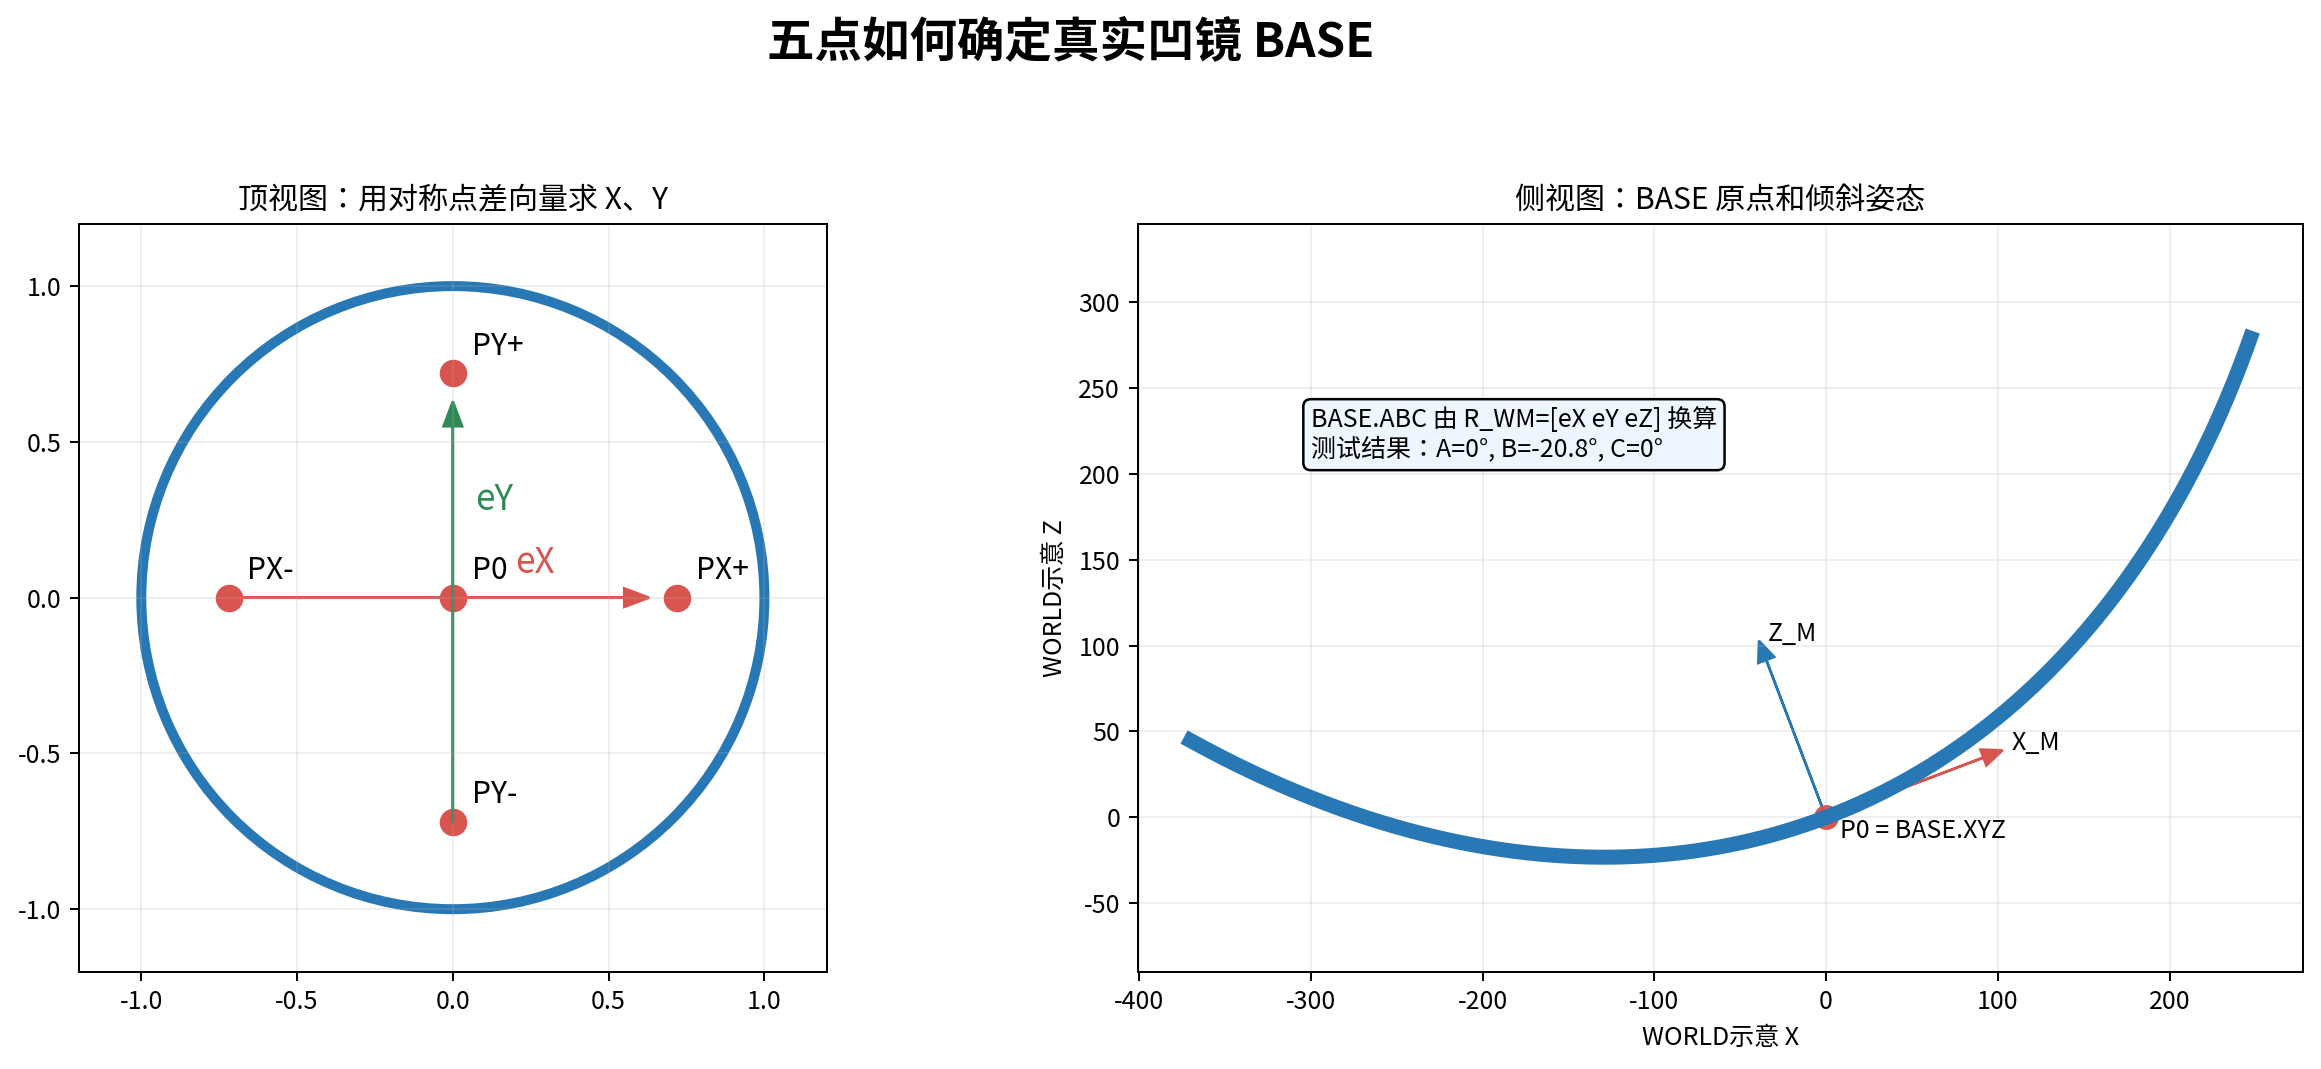 五点如何确定真实凹镜 BASE
顶视图：用对称点差向量求 X、Y
1.0
0.5
0.0
-0.5
-1.0
-1.0
-0.5
0.0
0.5
1.0
PY+
eY
PX-
P0
eX
PX+
PY-
侧视图：BASE 原点和倾斜姿态
WORLD示意 Z
300
250
200
150
100
50
0
-50
BASE.ABC 由 R_WM=[eX eY eZ] 换算
测试结果：A=0°, B=-20.8°, C=0°
Z_M
X_M
P0 = BASE.XYZ
-400
-300
-200
-100
0
100
200
WORLD示意 X